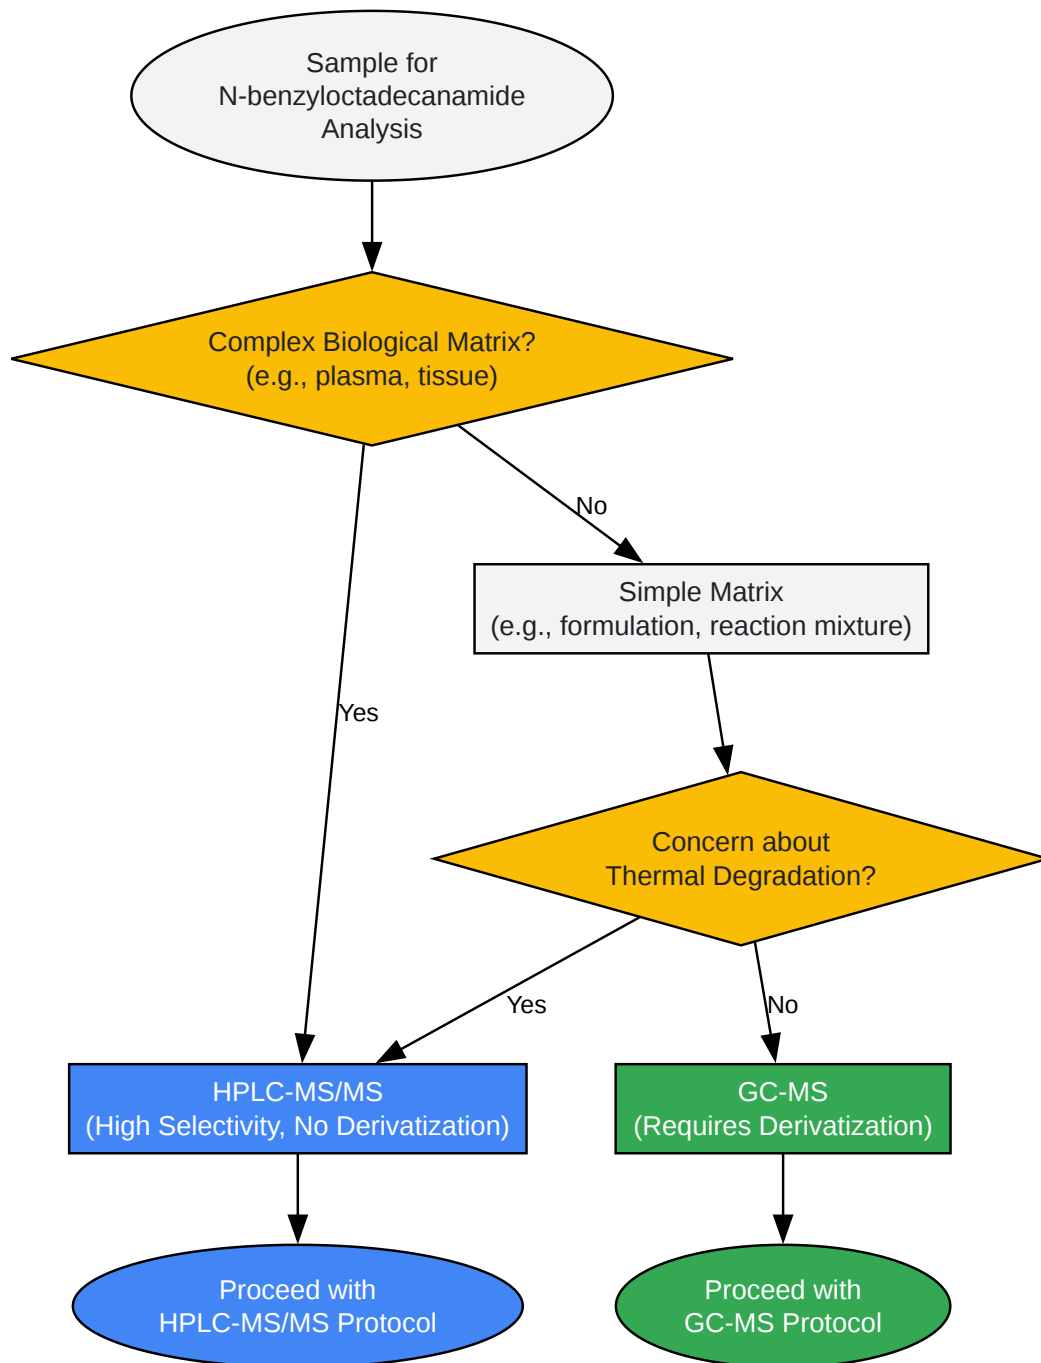 Sample for
N-benzyloctadecanamide
Analysis
Complex Biological Matrix?
(e.g., plasma, tissue)
No
Simple Matrix
(e.g., formulation, reaction mixture)
Yes
Concern about
Thermal Degradation?
Yes
No
HPLC-MS/MS
(High Selectivity, No Derivatization)
GC-MS
(Requires Derivatization)
Proceed with
HPLC-MS/MS Protocol
Proceed with
GC-MS Protocol